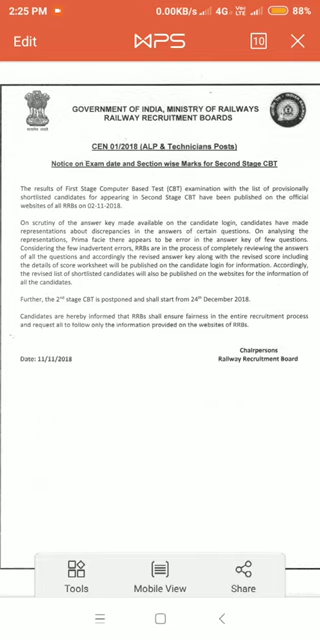 2:25 PM 0.00KB/s 4G VoLTE 88%
Edit WPS 10
GOVERNMENT OF INDIA, MINISTRY OF RAILWAYS
RAILWAY RECRUITMENT BOARDS
CEN 01/2018 (ALP & Technicians Posts)
Notice on Exam date and Section wise Marks for Second Stage CBT
The results of First Stage Computer Based Test (CBT) examination with the list of provisionally
shortlisted candidates for appearing in Second Stage CBT have been published on the official
websites of all RRBs on 02-11-2018.
On scrutiny of the answer key made available on the candidate login, candidates have made
representations about discrepancies in the answers of certain questions. On analysing the
representations, Prima facie there appears to be error in the answer key of few questions.
Considering the few inadvertent errors, RRBs are in the process of completely reviewing the answers
of all the questions and accordingly the revised answer key along with the revised score including
the details of score worksheet will be published on the candidate login for information. Accordingly,
the revised list of shortlisted candidates will also be published on the websites for the information of
all the candidates.
Further, the 2nd stage CBT is postponed and shall start from 24th December 2018.
Candidates are hereby informed that RRBs shall ensure fairness in the entire recruitment process
and request all to follow only the information provided on the websites of RRBs.
Chairpersons
Date: 11/11/2018 Railway Recruitment Board
Tools Mobile View Share